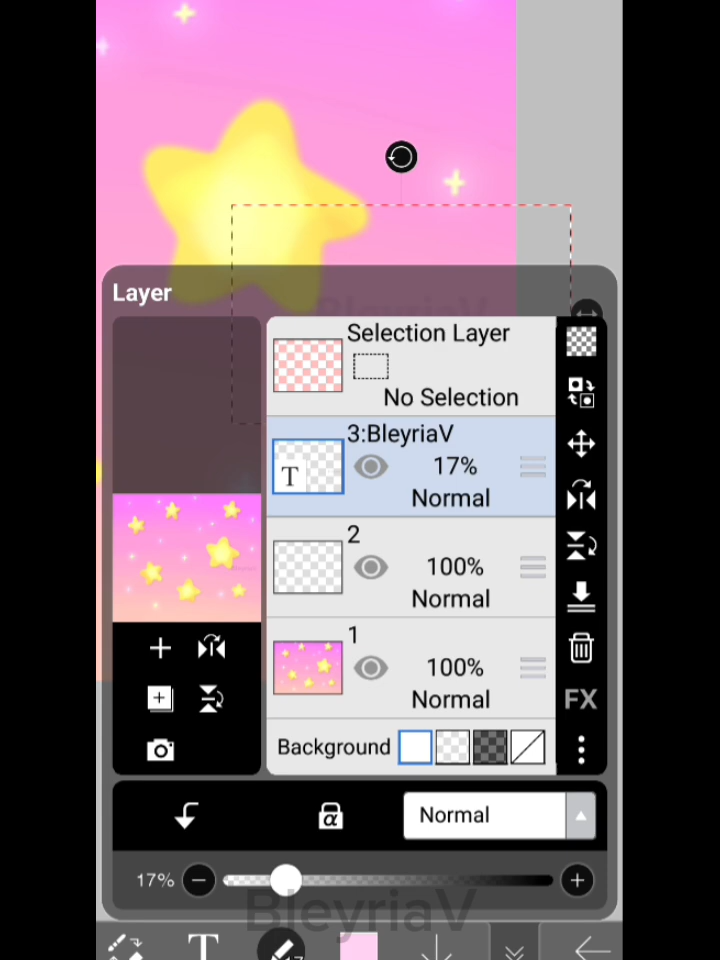 BleyriaV
Layer
Selection Layer
No Selection
3:BleyriaV
T
17%
Normal
2
100%
Normal
1
100%
Normal
FX
Background
α
Normal
17%
BleyriaV
T